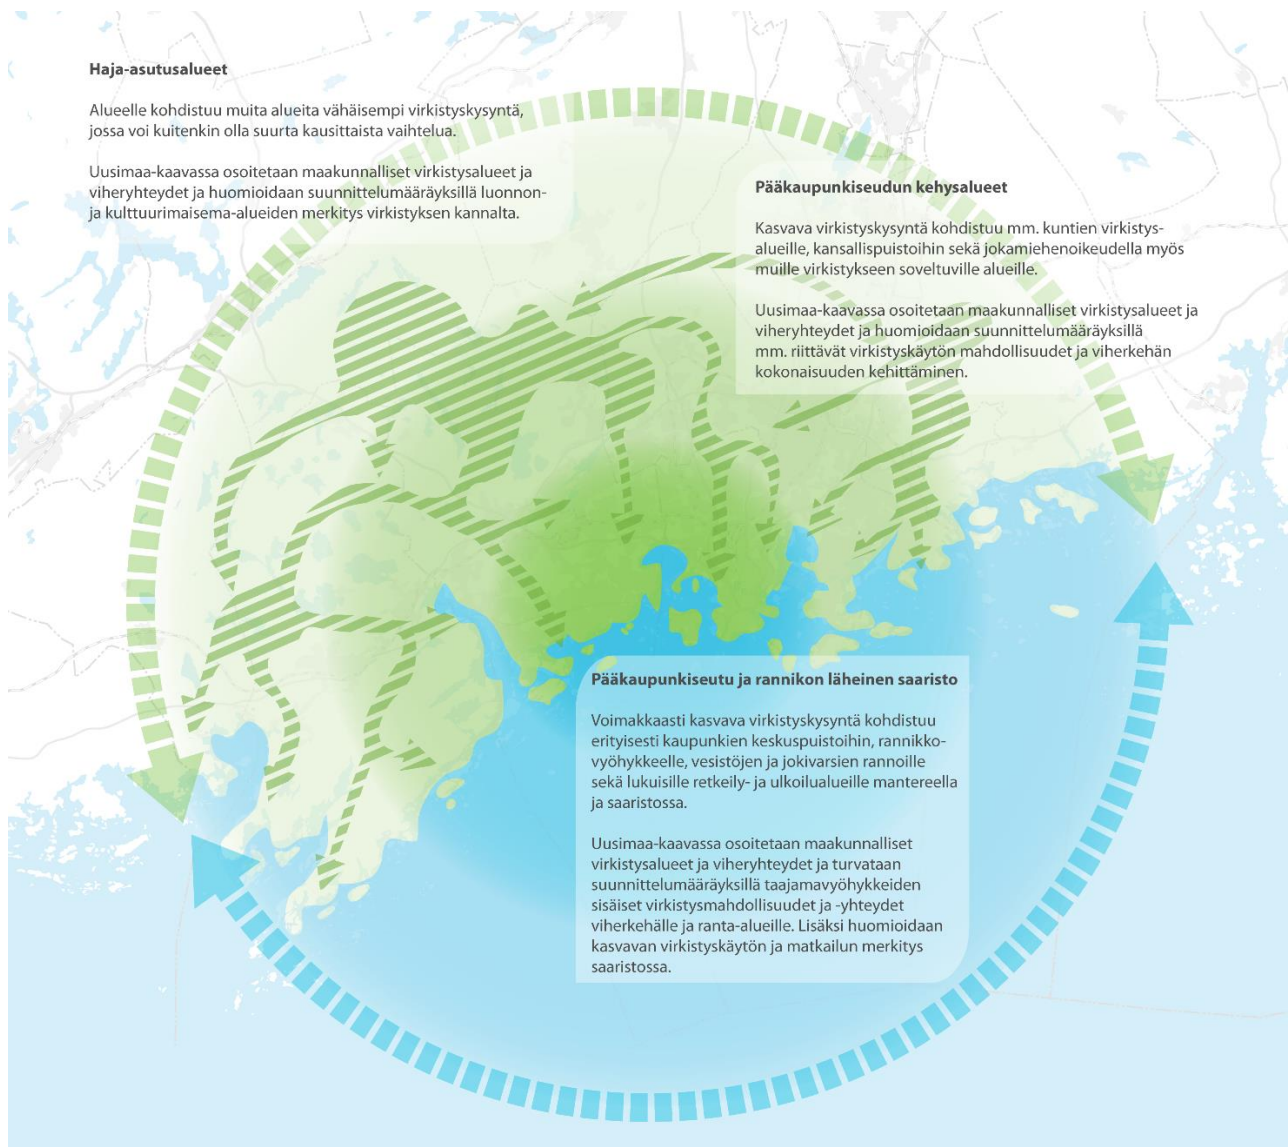 Haja-asutusalueet
Alueelle kohdistuu muita alueita vähäisempi virkistyskysyntä,
jossa voi kuitenkin olla suurta kausittaista vaihtelua.
Uusimaa-kaavassa osoitetaan maakunnalliset virkistysalueet ja
viheryhteydet ja huomioidaan suunnittelumääräyksillä luonnon-
ja kulttuurimaisema-alueiden merkitys virkistyksen kannalta.
Pääkaupunkiseudun kehysalueet
Kasvava virkistyskysyntä kohdistuu mm. kuntien virkistys-
alueille, kansallispuistoihin sekä jokamiehenoikeudella myös
muille virkistykseen soveltuville alueille.
Uusimaa-kaavassa osoitetaan maakunnalliset virkistysalueet ja
viheryhteydet ja huomioidaan suunnittelumääräyksillä
mm. riittävät virkistyskäytön mahdollisuudet ja viherkehän
kokonaisuuden kehittäminen.
Pääkaupunkiseutu ja rannikon läheinen saaristo
Voimakkaasti kasvava virkistyskysyntä kohdistuu
erityisesti kaupunkien keskuspuistoihin, rannikko-
vyöhykkeelle, vesistöjen ja jokivarsien rannoille
sekä lukuisille retkeily- ja ulkoilualueille mantereella
ja saaristossa.
Uusimaa-kaavassa osoitetaan maakunnalliset
virkistysalueet ja viheryhteydet ja turvataan
suunnittelumääräyksillä taajamavyöhykkeiden
sisäiset virkistysmahdollisuudet ja -yhteydet
viherkehälle ja ranta-alueille. Lisäksi huomioidaan
kasvavan virkistyskäytön ja matkailun merkitys
saaristossa.